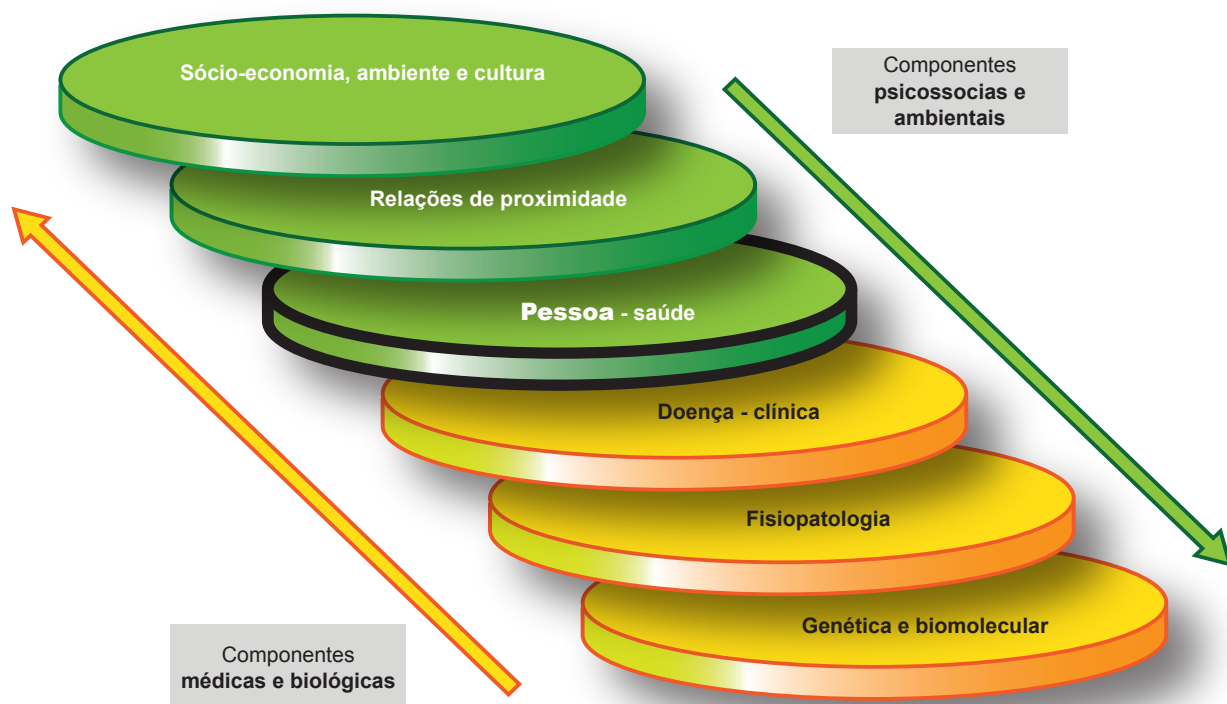 Sócio-economia, ambiente e cultura
Componentes
psicossocias e
ambientais
Relações de proximidade
Pessoa - saúde
Doença - clínica
Fisiopatologia
Genética e biomolecular
Componentes
médicas e biológicas